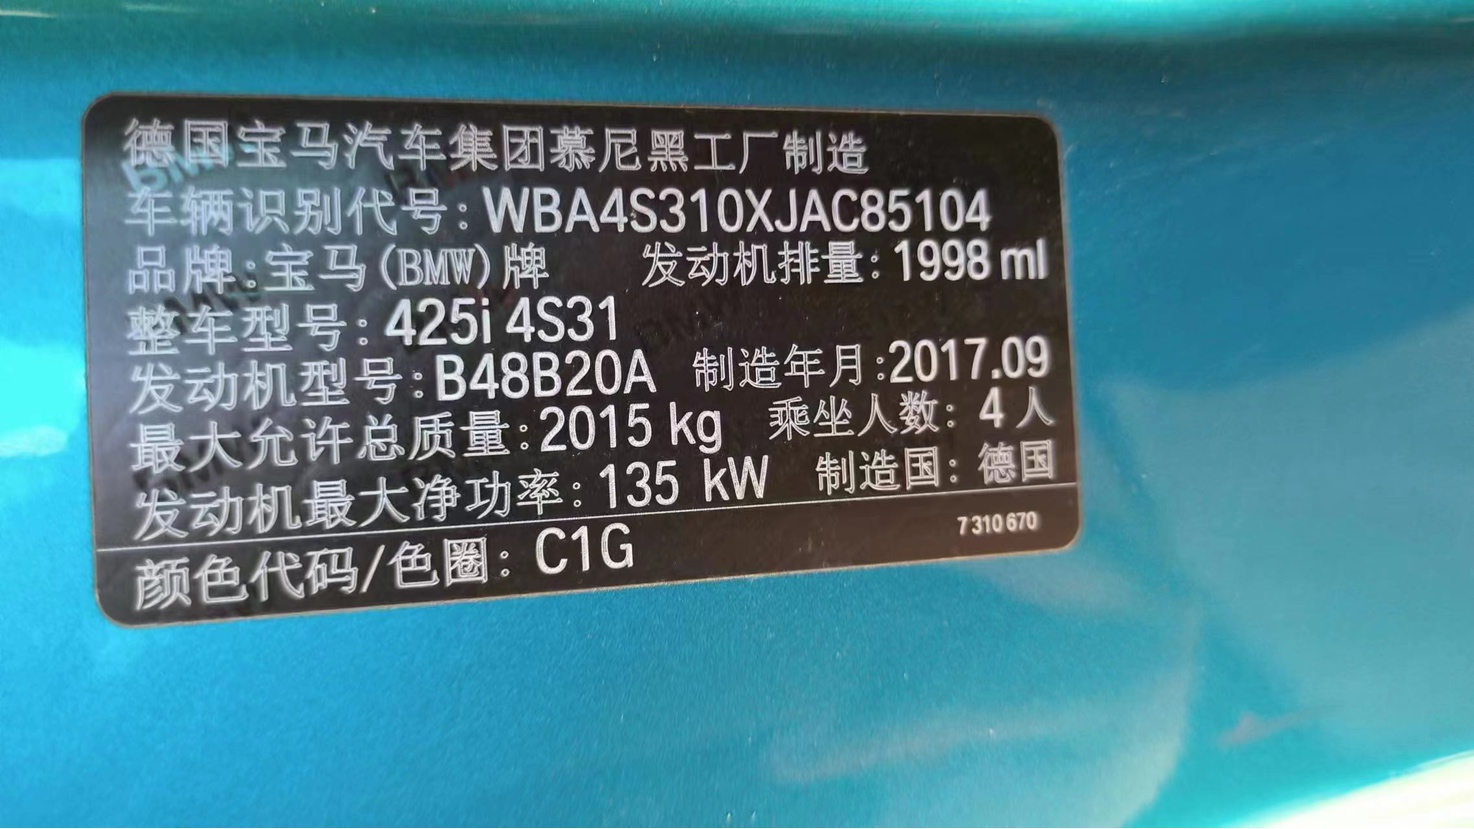 德国宝马汽车集团慕尼黑工厂制造
车辆识别代号:WBA4S310XJAC85104
品牌:宝马(BMW)牌 发动机排量:1998 ml
整车型号:425i 4S31
发动机型号:B48B20A 制造年月:2017.09
最大允许总质量:2015 kg 乘坐人数:4人
发动机最大净功率:135 kW 制造国:德国
颜色代码/色圈:C1G 7 310 670